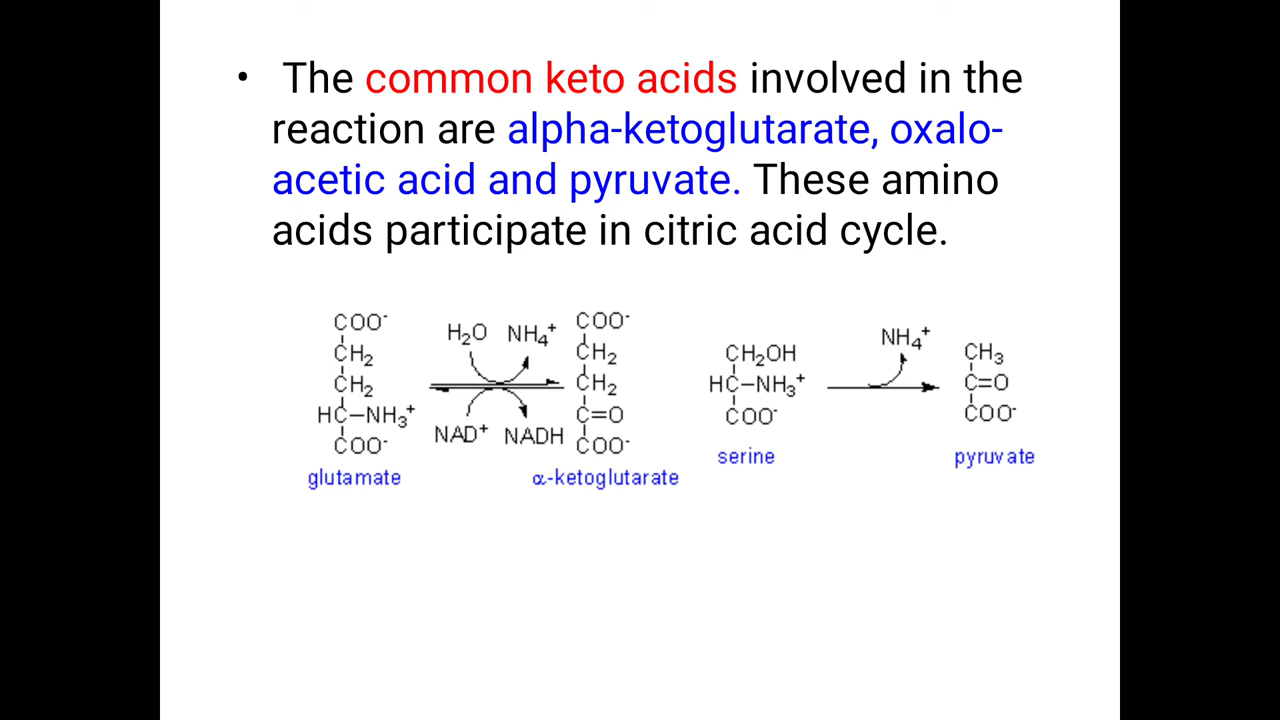 • The common keto acids involved in the
reaction are alpha-ketoglutarate, oxalo-
acetic acid and pyruvate. These amino
acids participate in citric acid cycle.
COO⁻
CH₂
CH₂
HC–NH₃⁺
COO⁻
glutamate
H₂O NH₄⁺
NAD⁺ NADH
COO⁻
CH₂
CH₂
C=O
COO⁻
α-ketoglutarate
CH₂OH
HC–NH₃⁺
COO⁻
serine
NH₄⁺
CH₃
C=O
COO⁻
pyruvate